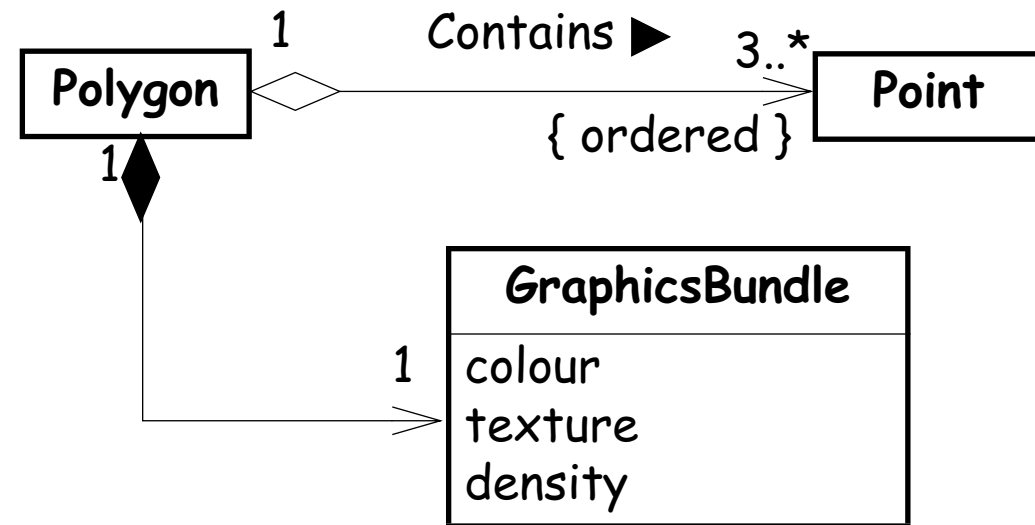 1
Contains ▶
3..*
Polygon
Point
{ ordered }
1
GraphicsBundle
1
colour
texture
density